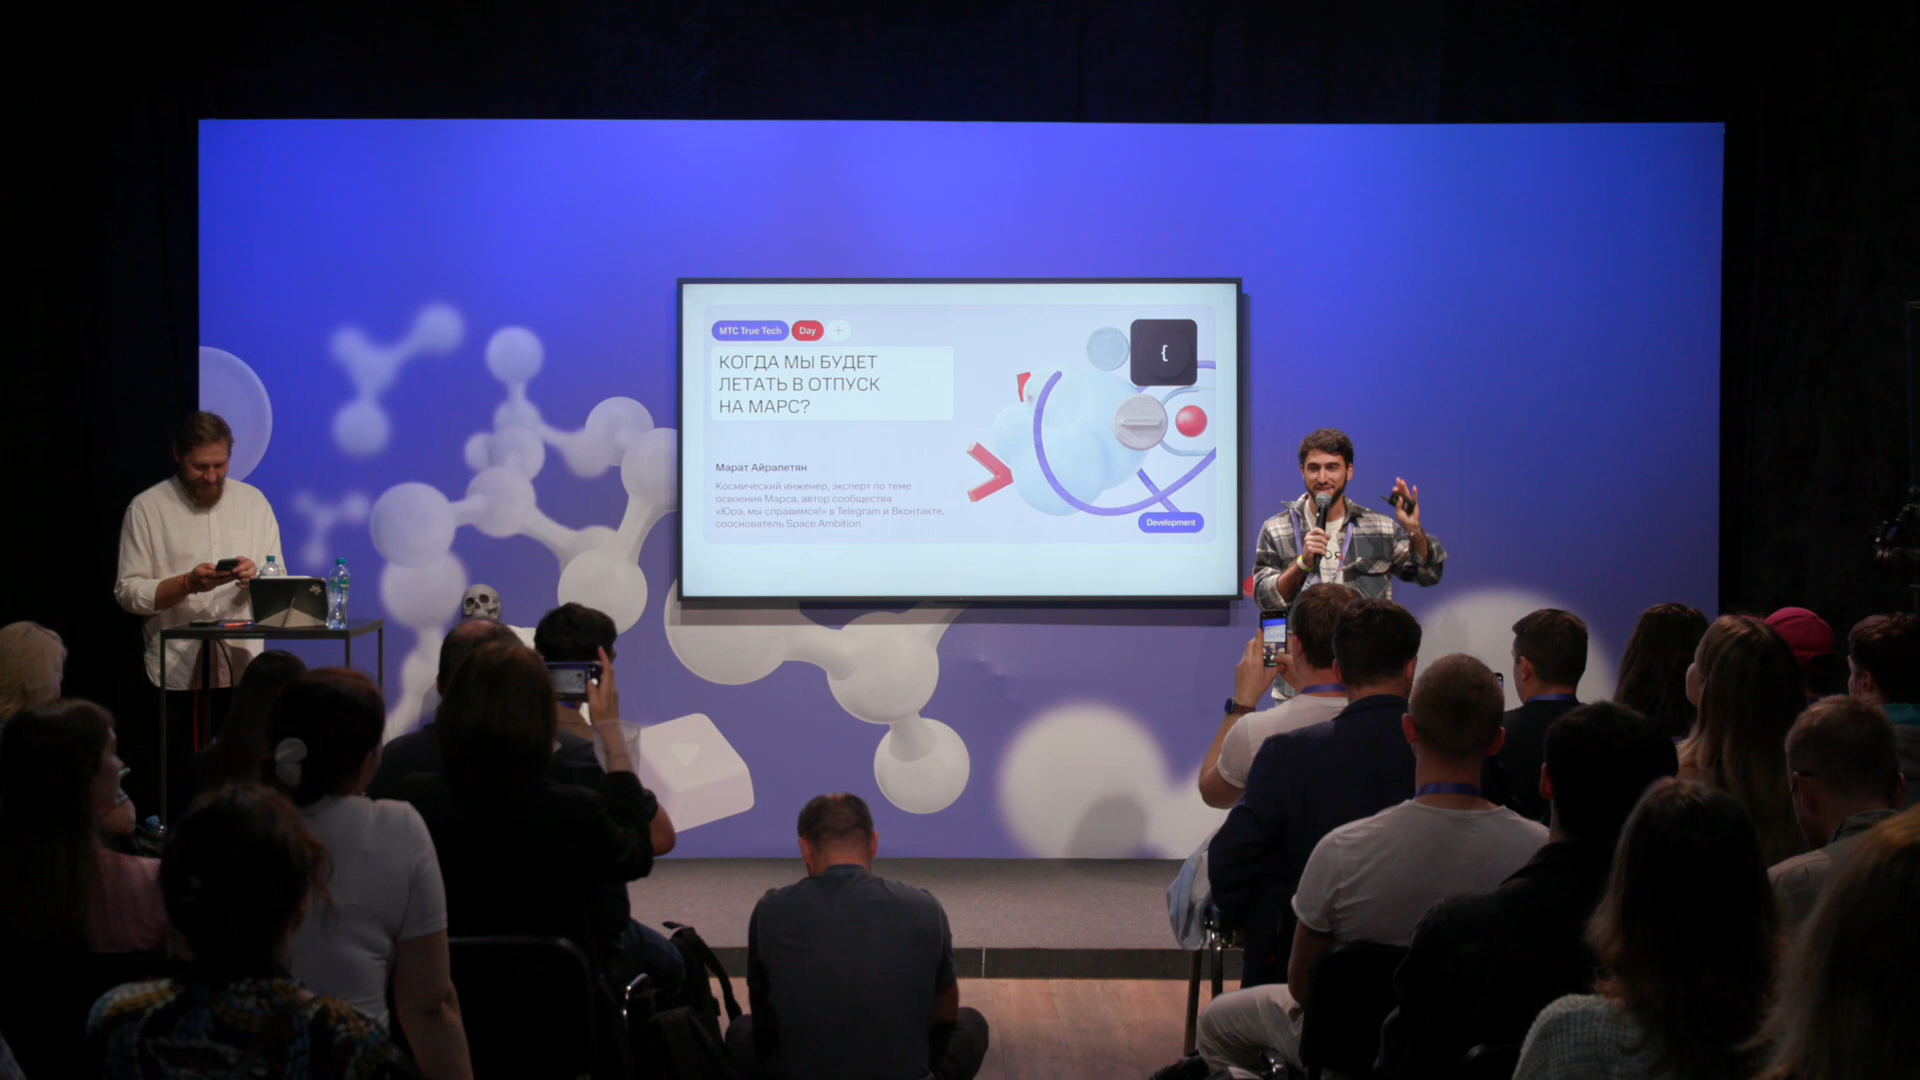 МТС True Tech Day +
КОГДА МЫ БУДЕТ
ЛЕТАТЬ В ОТПУСК
НА МАРС?
{
Марат Айрапетян
Космический инженер, эксперт по теме
освоения Марса, автор сообщества
«Юра, мы справимся!» в Telegram и Вконтакте,
сооснователь Space Ambition
Development